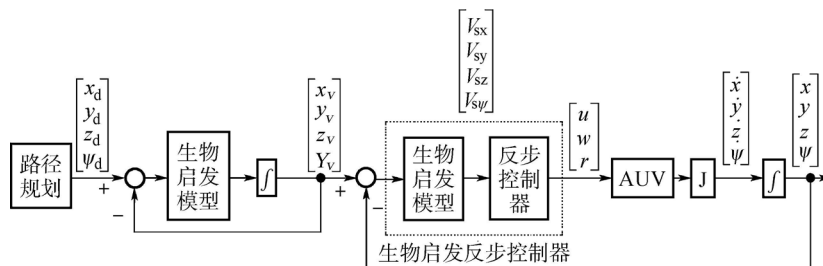 V_sx
V_sy
V_sz
V_sψ
x_d
y_d
z_d
ψ_d
x_v
y_v
z_v
Y_v
u
w
r
ẋ
ẏ
ż
ψ̇
x
y
z
ψ
路径
规划
+
−
生物
启发
模型
∫
+
−
生物
启发
模型
反步
控制
器
AUV
J
∫
生物启发反步控制器